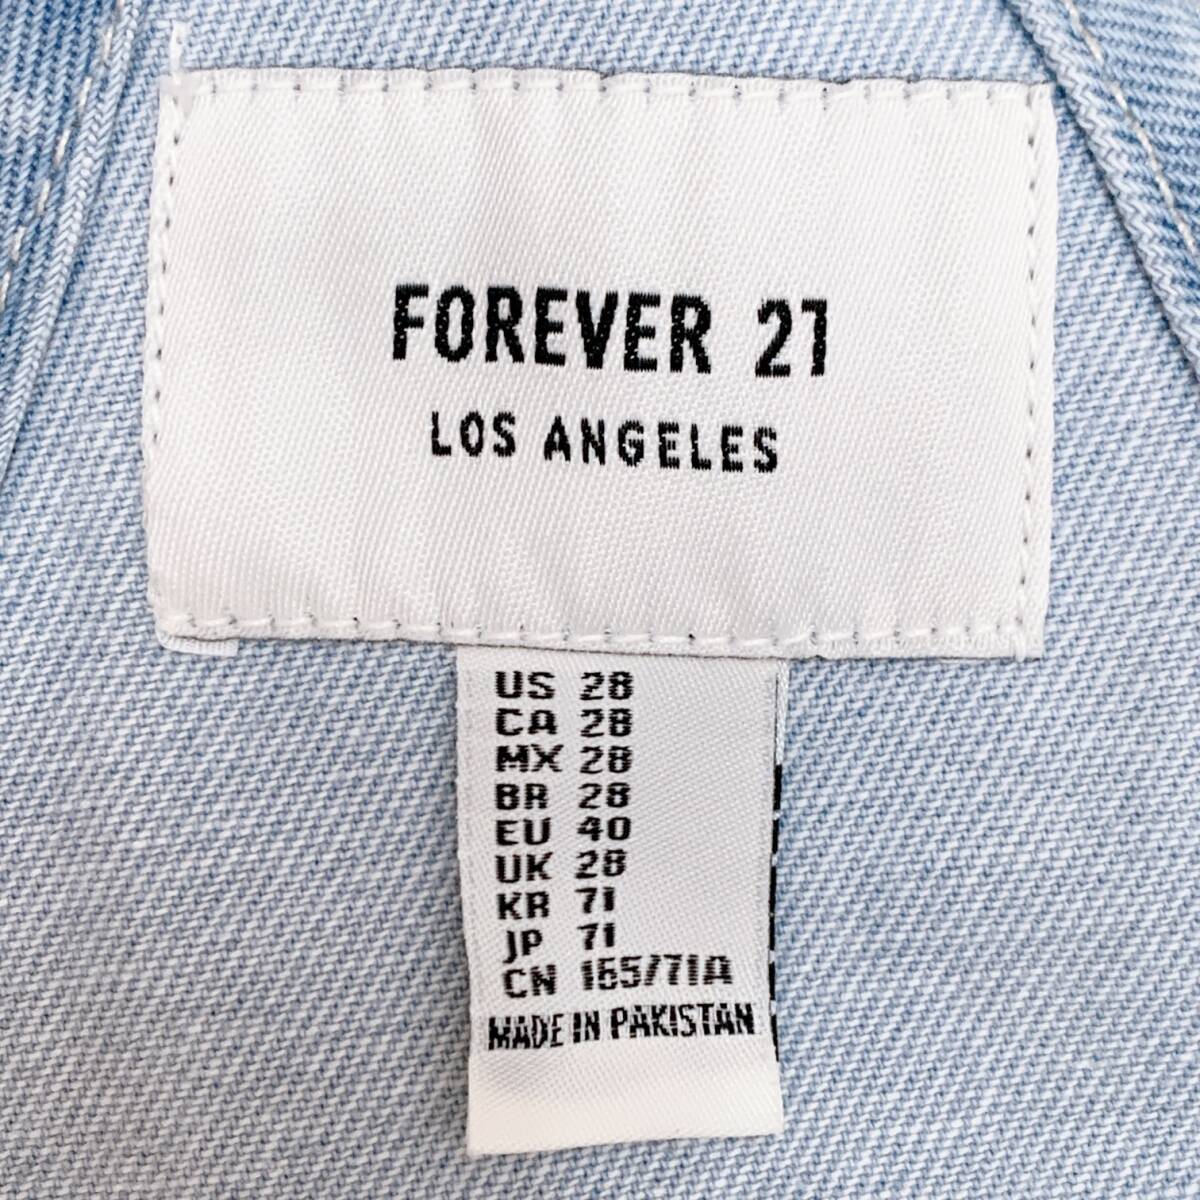 FOREVER 21
LOS ANGELES
US 28
CA 28
MX 28
BR 28
EU 40
UK 28
KR 71
JP 71
CN 165/71A
MADE IN PAKISTAN